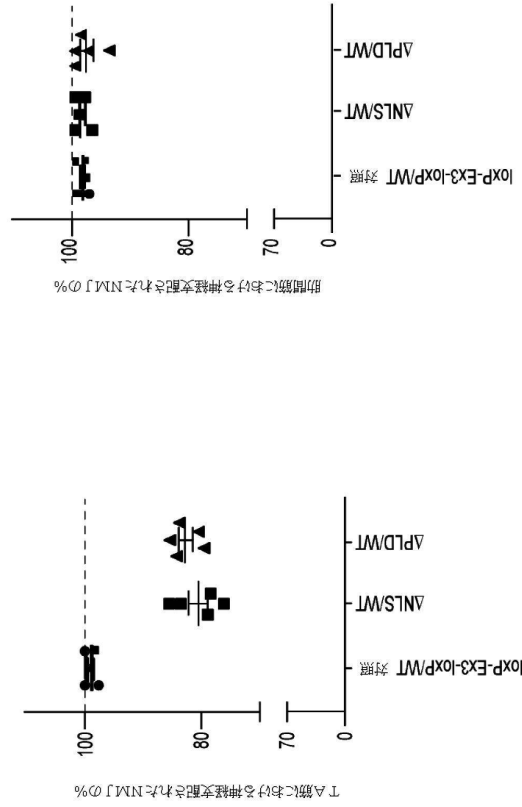 TA筋における神経支配されたNMJの%
100
80
70
0
loxP-Ex3-loxP/WT 対照
ΔNLS/WT
ΔPLD/WT
肋間筋における神経支配されたNMJの%
100
80
70
0
loxP-Ex3-loxP/WT 対照
ΔNLS/WT
ΔPLD/WT